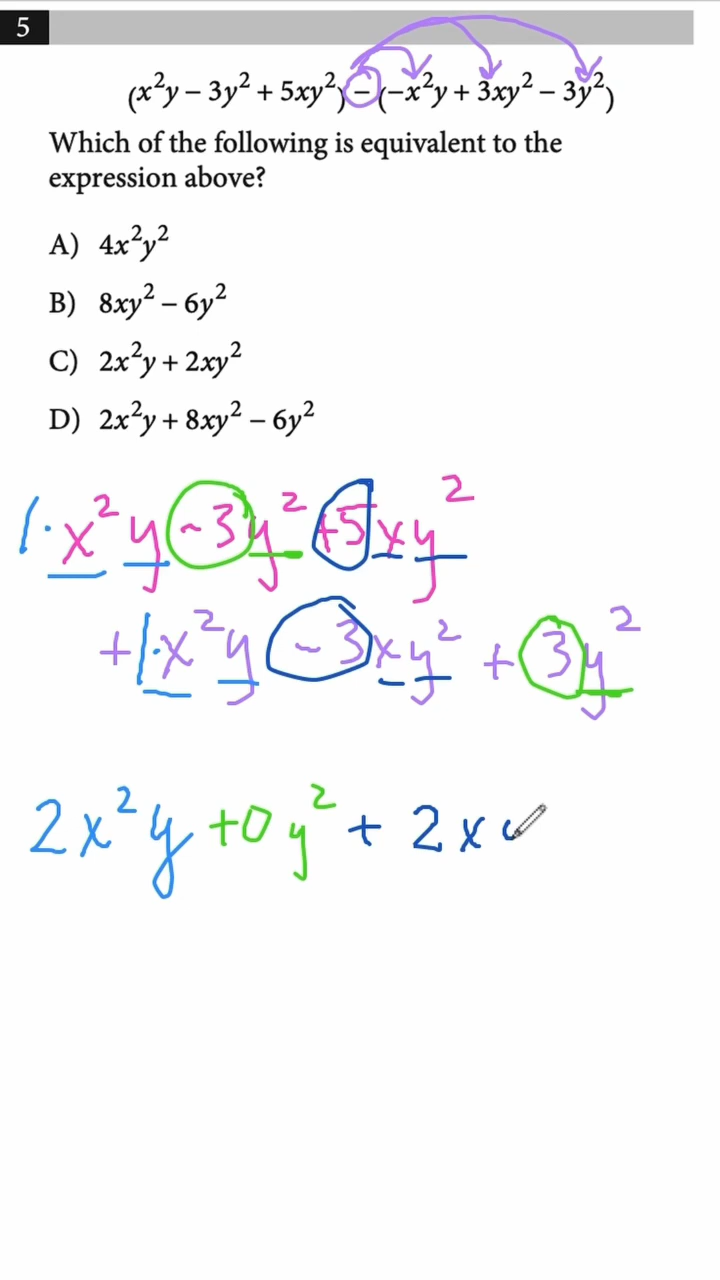 5
(x²y – 3y² + 5xy²) – (–x²y + 3xy² – 3y²)
Which of the following is equivalent to the
expression above?
A) 4x²y²
B) 8xy² – 6y²
C) 2x²y + 2xy²
D) 2x²y + 8xy² – 6y²
1·x²y - 3y² + 5xy²
+ 1·x²y - 3xy² + 3y²
2x²y + 0y² + 2x